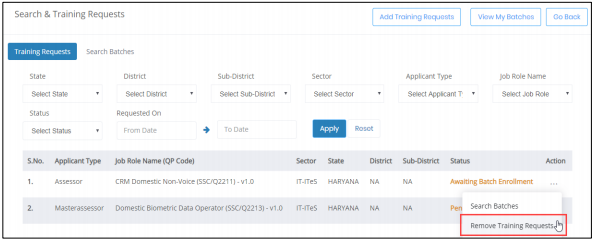 Search & Training Requests
Add Training Requests View My Batches Go Back
Training Requests Search Batches
State District Sub-District Sector Applicant Type Job Role Name
Select State Select District Select Sub-District Select Sector Select Applicant T Select Job Role
Status Requested On
Select Status From Date To Date Apply Reset
S.No. Applicant Type Job Role Name (QP Code) Sector State District Sub-District Status Action
1. Assessor CRM Domestic Non-Voice (SSC/Q2211) - v1.0 IT-ITeS HARYANA NA NA Awaiting Batch Enrollment ...
Search Batches
2. Masterassessor Domestic Biometric Data Operator (SSC/Q2213) - v1.0 IT-ITeS HARYANA NA NA Pen
Remove Training Requests